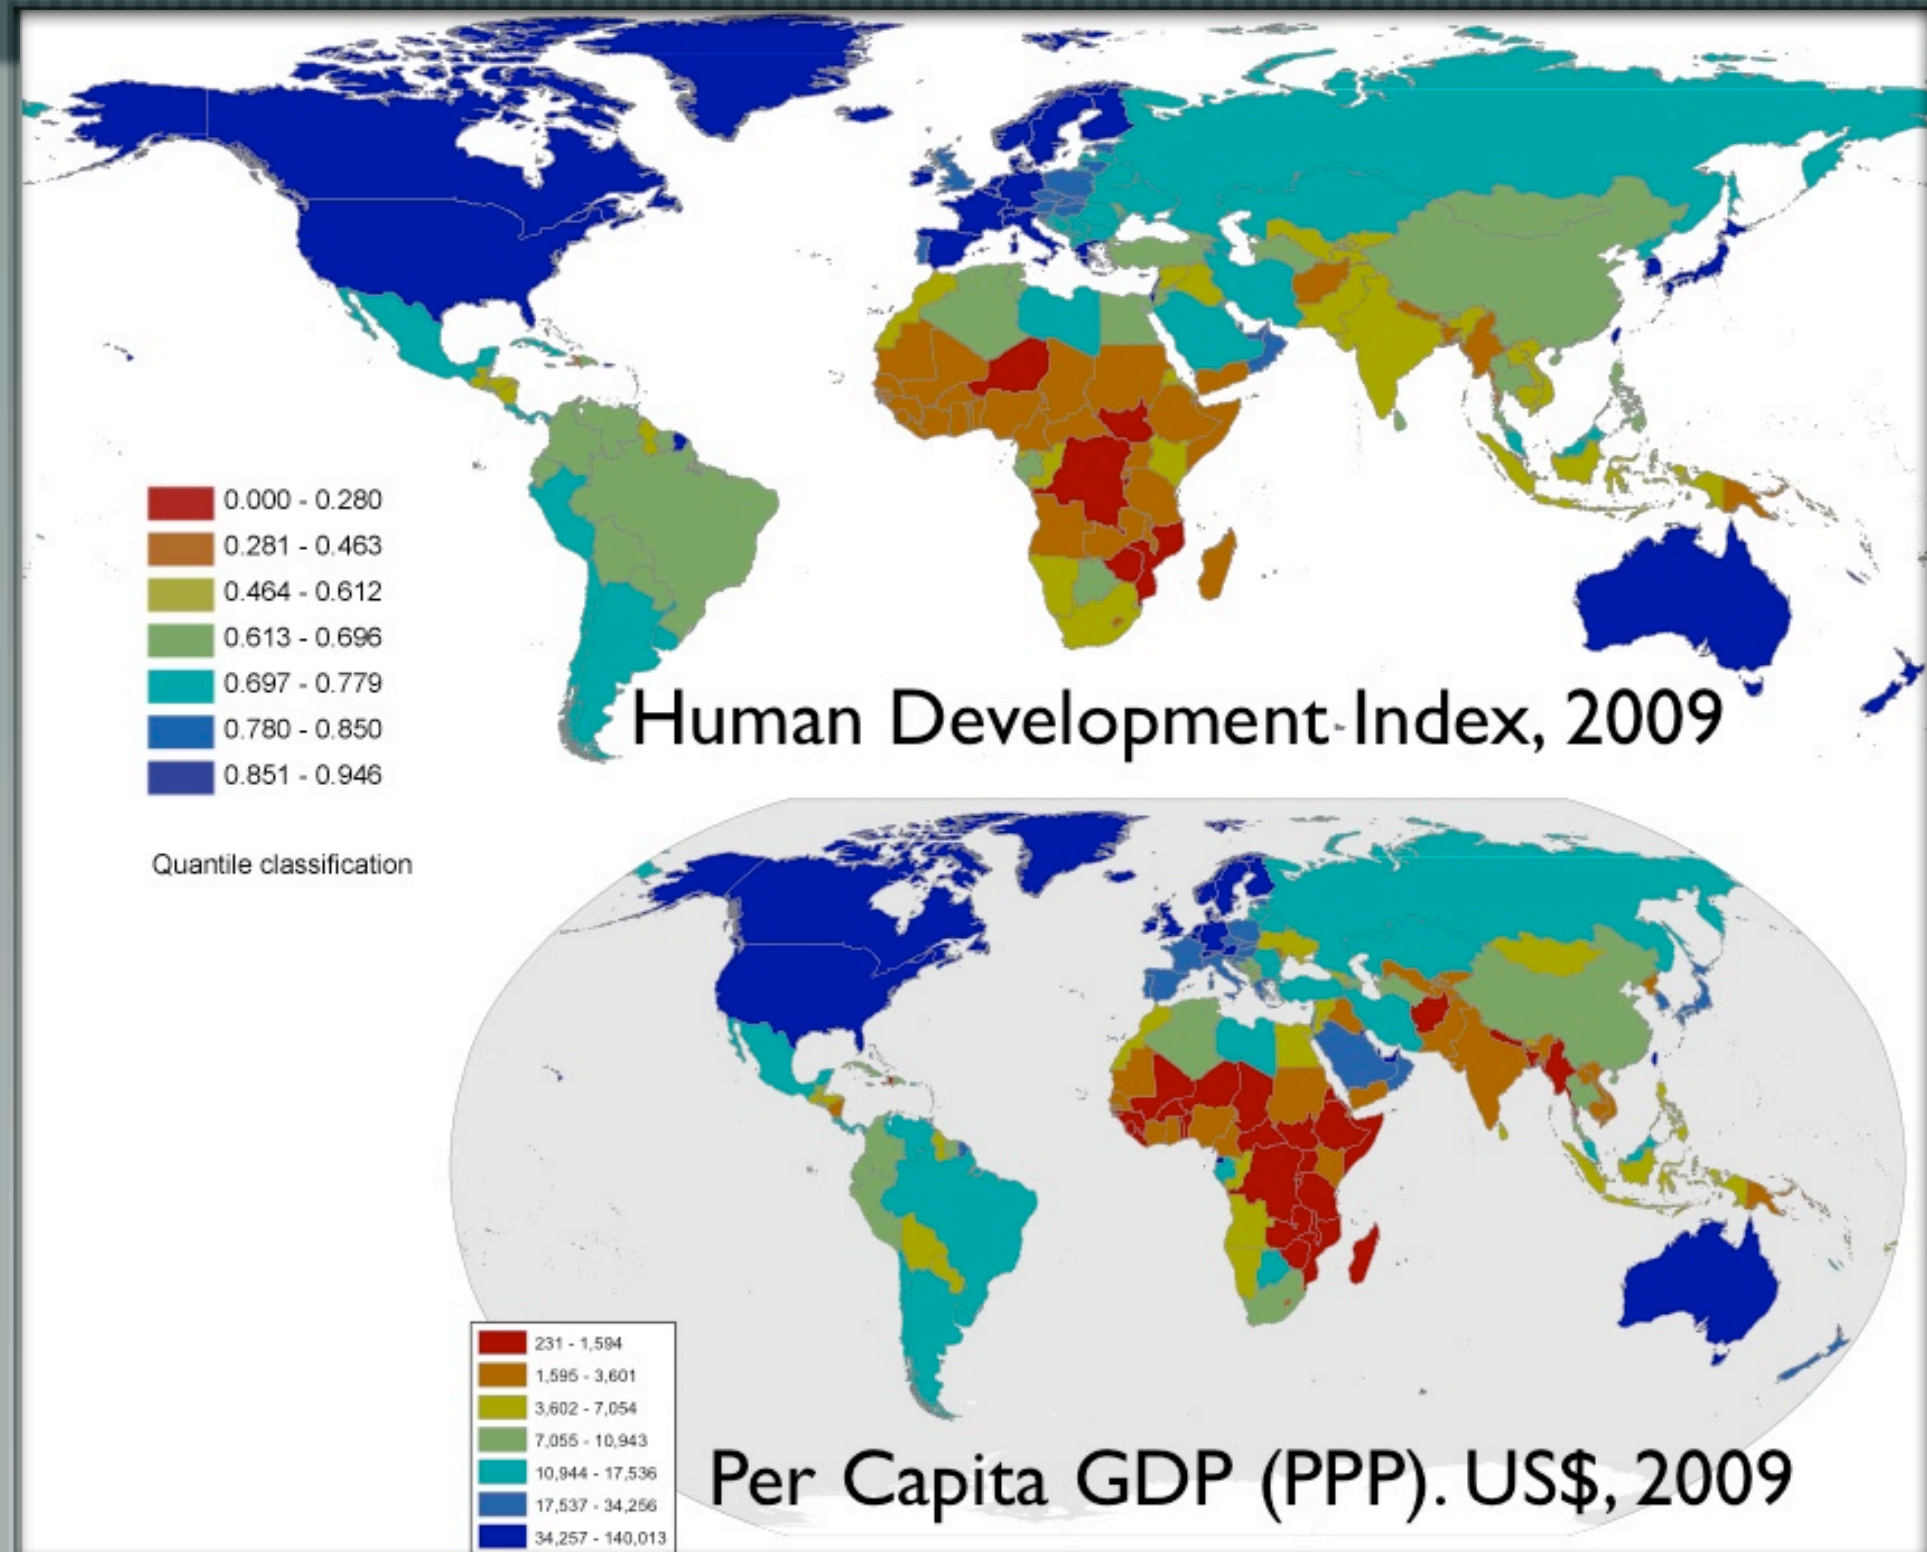 0.000 - 0.280
0.281 - 0.463
0.464 - 0.612
0.613 - 0.696
0.697 - 0.779
0.780 - 0.850
0.851 - 0.946
Human Development Index, 2009
Quantile classification
231 - 1,594
1,595 - 3,601
3,602 - 7,054
7,055 - 10,943
10,944 - 17,536
17,537 - 34,256
34,257 - 140,013
Per Capita GDP (PPP). US$, 2009